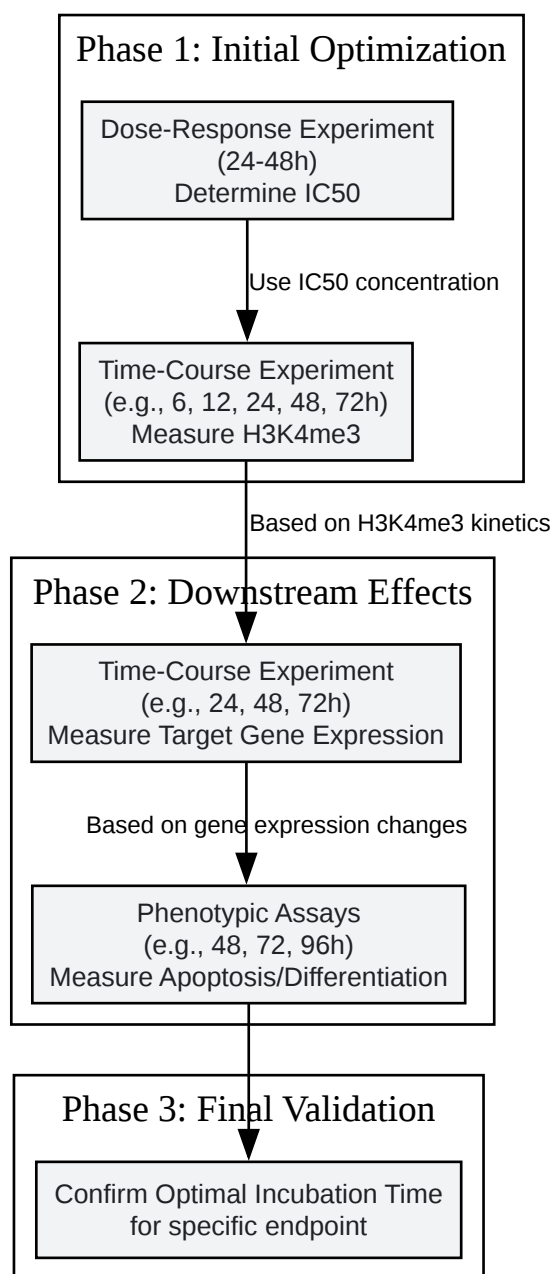 Phase 1: Initial Optimization
Dose-Response Experiment
(24-48h)
Determine IC50
Use IC50 concentration
Time-Course Experiment
(e.g., 6, 12, 24, 48, 72h)
Measure H3K4me3
Based on H3K4me3 kinetics
Phase 2: Downstream Effects
Time-Course Experiment
(e.g., 24, 48, 72h)
Measure Target Gene Expression
Based on gene expression changes
Phenotypic Assays
(e.g., 48, 72, 96h)
Measure Apoptosis/Differentiation
Phase 3: Final Validation
Confirm Optimal Incubation Time
for specific endpoint